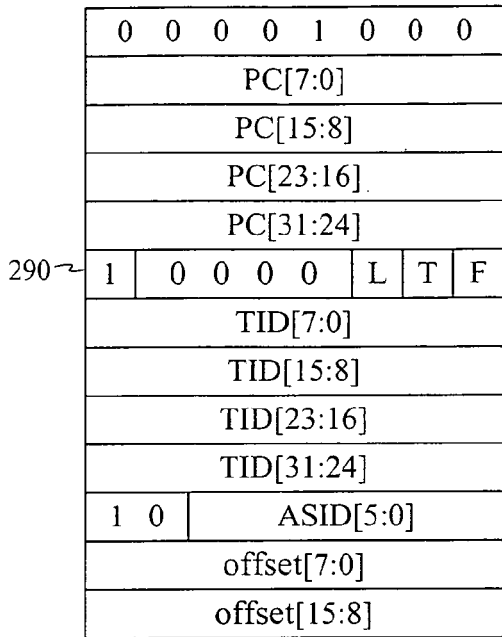 0 0 0 0 1 0 0 0
PC[7:0]
PC[15:8]
PC[23:16]
PC[31:24]
290 1 0 0 0 0 L T F
TID[7:0]
TID[15:8]
TID[23:16]
TID[31:24]
1 0 ASID[5:0]
offset[7:0]
offset[15:8]